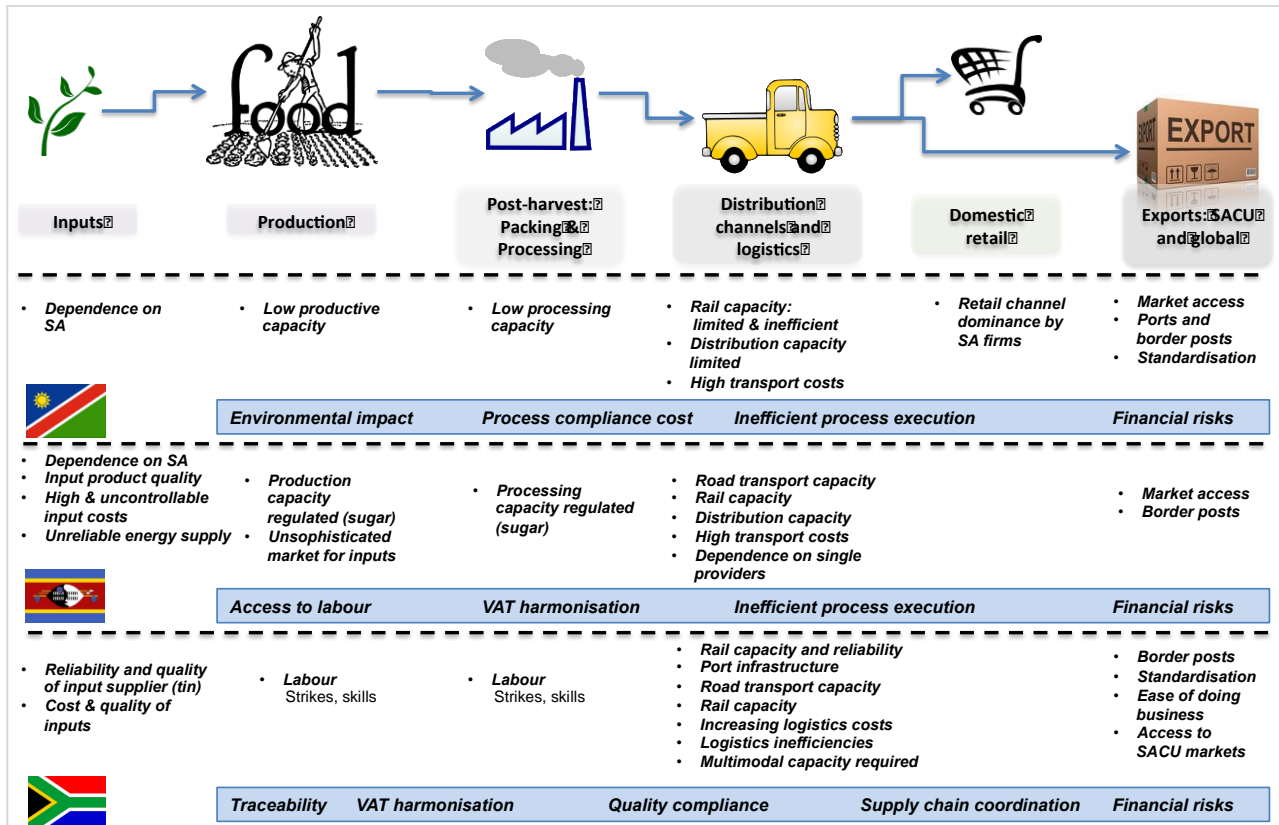 food
EXPORT
EXPORT
Inputs
Production
Post-harvest:
Packing &
Processing
Distribution
channels and
logistics
Domestic
retail
Exports: SACU
and global
• Dependence on
SA
• Low productive
capacity
• Low processing
capacity
• Rail capacity:
limited & inefficient
• Distribution capacity
limited
• High transport costs
• Retail channel
dominance by
SA firms
• Market access
• Ports and
border posts
• Standardisation
Environmental impact Process compliance cost Inefficient process execution Financial risks
• Dependence on SA
• Input product quality
• High & uncontrollable
input costs
• Unreliable energy supply
• Production
capacity
regulated (sugar)
• Unsophisticated
market for inputs
• Processing
capacity regulated
(sugar)
• Road transport capacity
• Rail capacity
• Distribution capacity
• High transport costs
• Dependence on single
providers
• Market access
• Border posts
Access to labour VAT harmonisation Inefficient process execution Financial risks
• Reliability and quality
of input supplier (tin)
• Cost & quality of
inputs
• Labour
Strikes, skills
• Labour
Strikes, skills
• Rail capacity and reliability
• Port infrastructure
• Road transport capacity
• Rail capacity
• Increasing logistics costs
• Logistics inefficiencies
• Multimodal capacity required
• Border posts
• Standardisation
• Ease of doing
business
• Access to
SACU markets
Traceability VAT harmonisation Quality compliance Supply chain coordination Financial risks